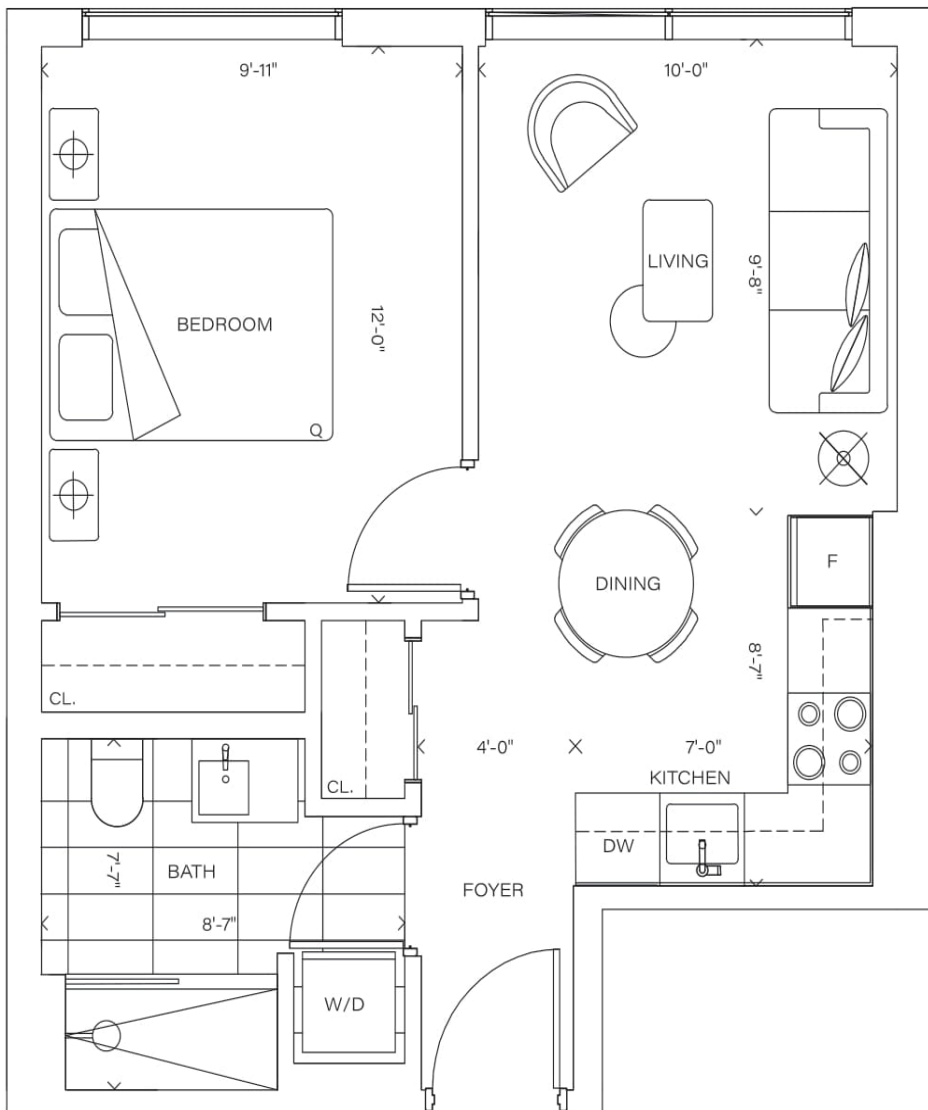 9'-11"
10'-0"
LIVING
9'-8"
BEDROOM
12'-0"
Q
DINING
F
8'-7"
CL.
4'-0"
7'-0"
KITCHEN
CL.
DW
BATH
7'-7"
FOYER
8'-7"
W/D